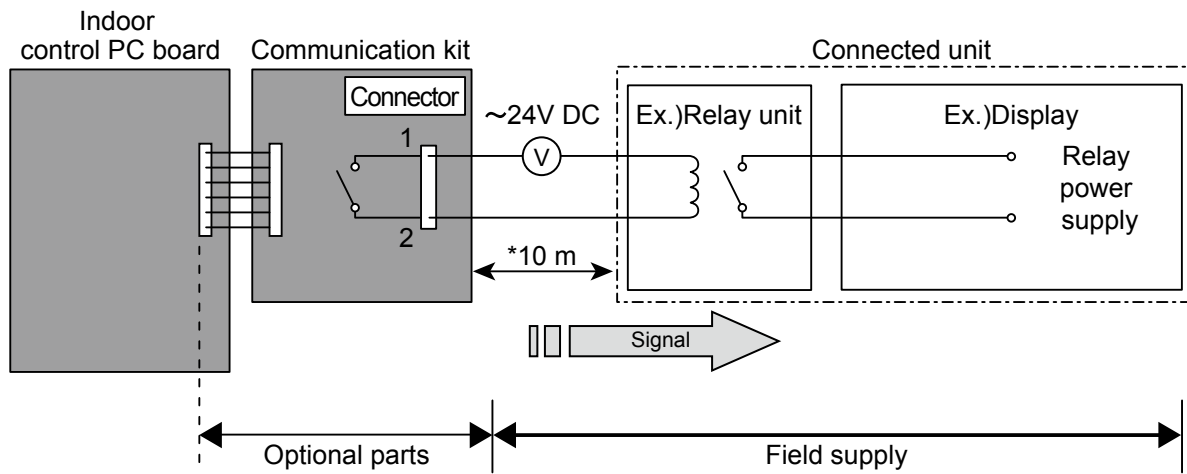 Indoor
control PC board
Communication kit
Connected unit
Connector
~24V DC
Ex.)Relay unit
Ex.)Display
1
V
Relay
power
supply
2
*10 m
Signal
Optional parts
Field supply